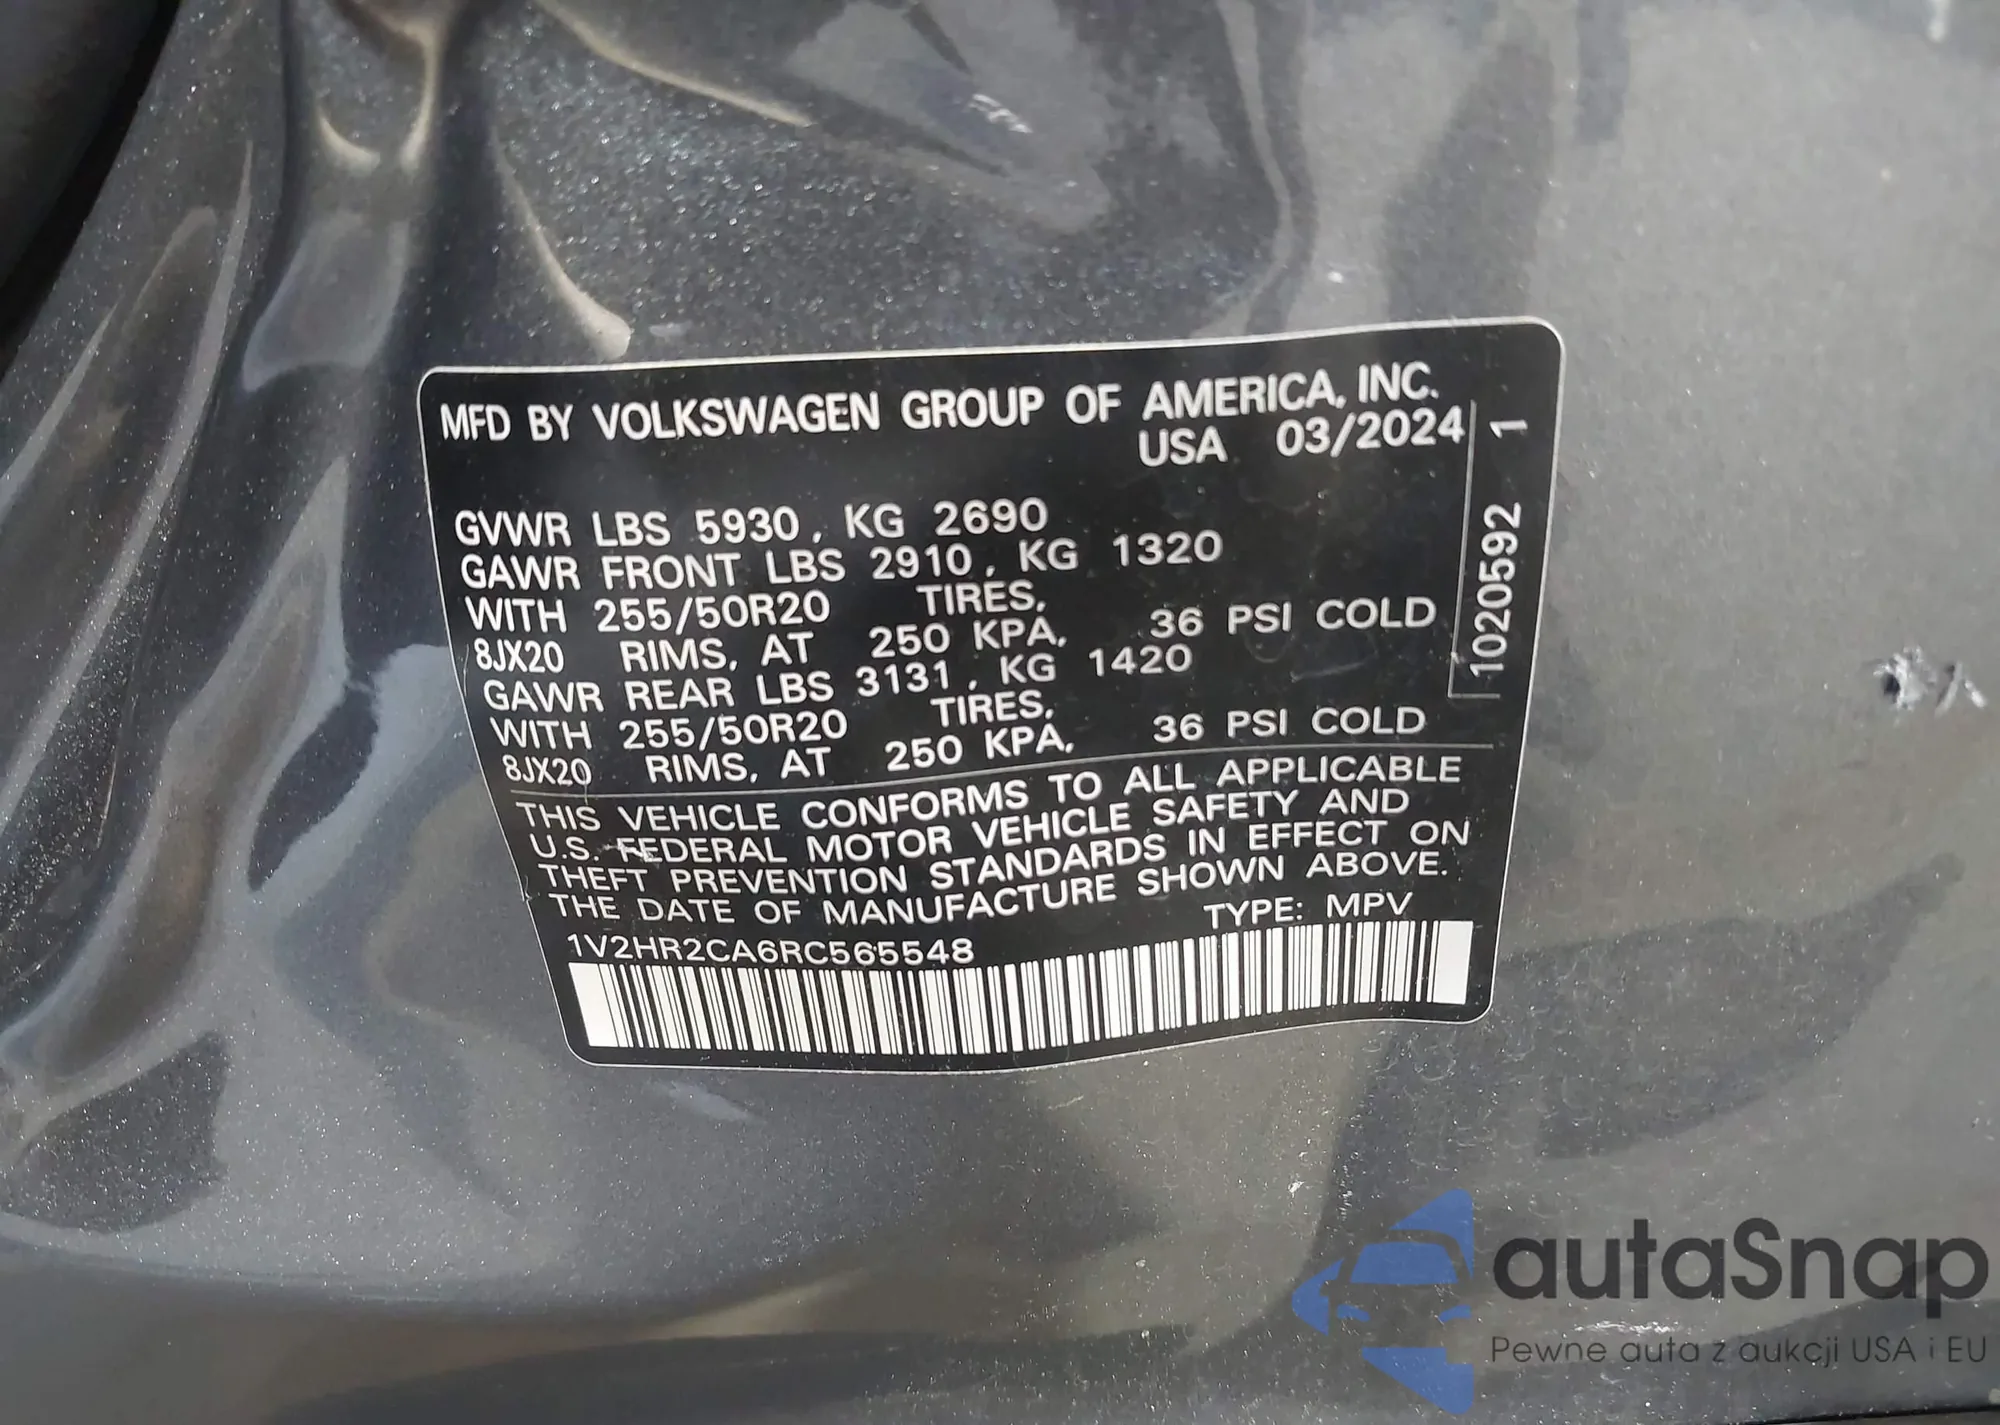 MFD BY VOLKSWAGEN GROUP OF AMERICA, INC.
USA 03/2024
GVWR LBS 5930, KG 2690
GAWR FRONT LBS 2910, KG 1320
WITH 255/50R20 TIRES,
8JX20 RIMS, AT 250 KPA, 36 PSI COLD
GAWR REAR LBS 3131, KG 1420
WITH 255/50R20 TIRES,
8JX20 RIMS, AT 250 KPA, 36 PSI COLD
THIS VEHICLE CONFORMS TO ALL APPLICABLE
U.S. FEDERAL MOTOR VEHICLE SAFETY AND
THEFT PREVENTION STANDARDS IN EFFECT ON
THE DATE OF MANUFACTURE SHOWN ABOVE.
TYPE: MPV
1V2HR2CA6RC565548
10205592 1
autaSnap
Pewne auta z aukcji USA i EU